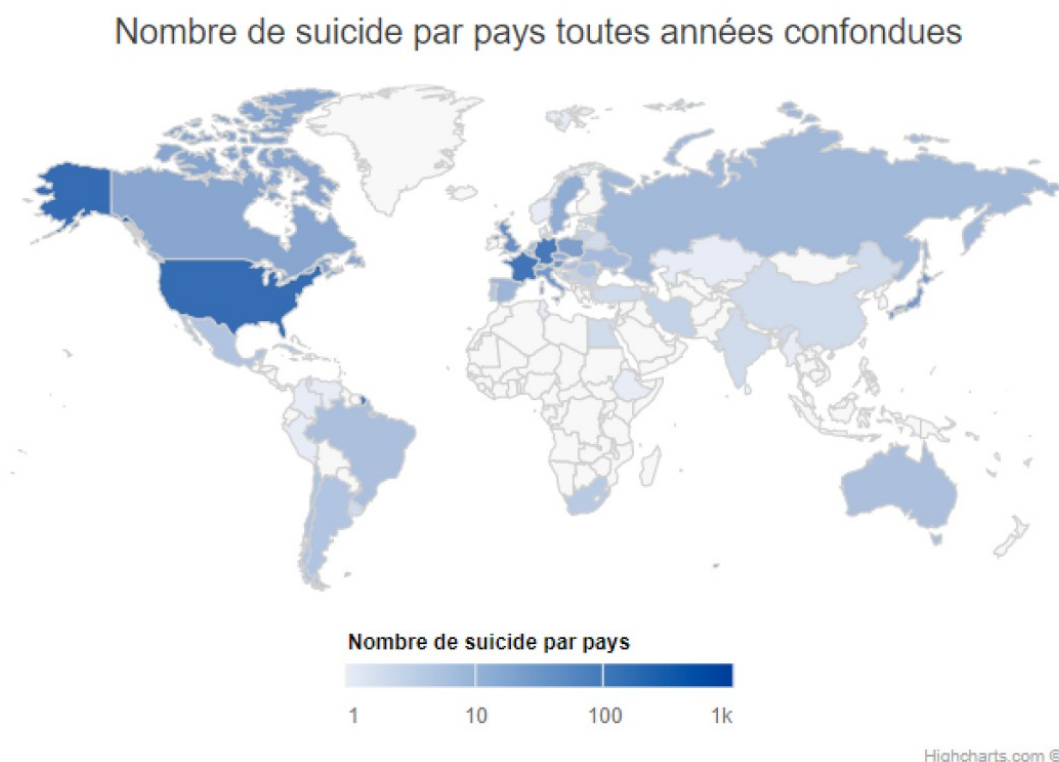 Nombre de suicide par pays toutes années confondues
Nombre de suicide par pays
1 10 100 1k
Highcharts.com ©